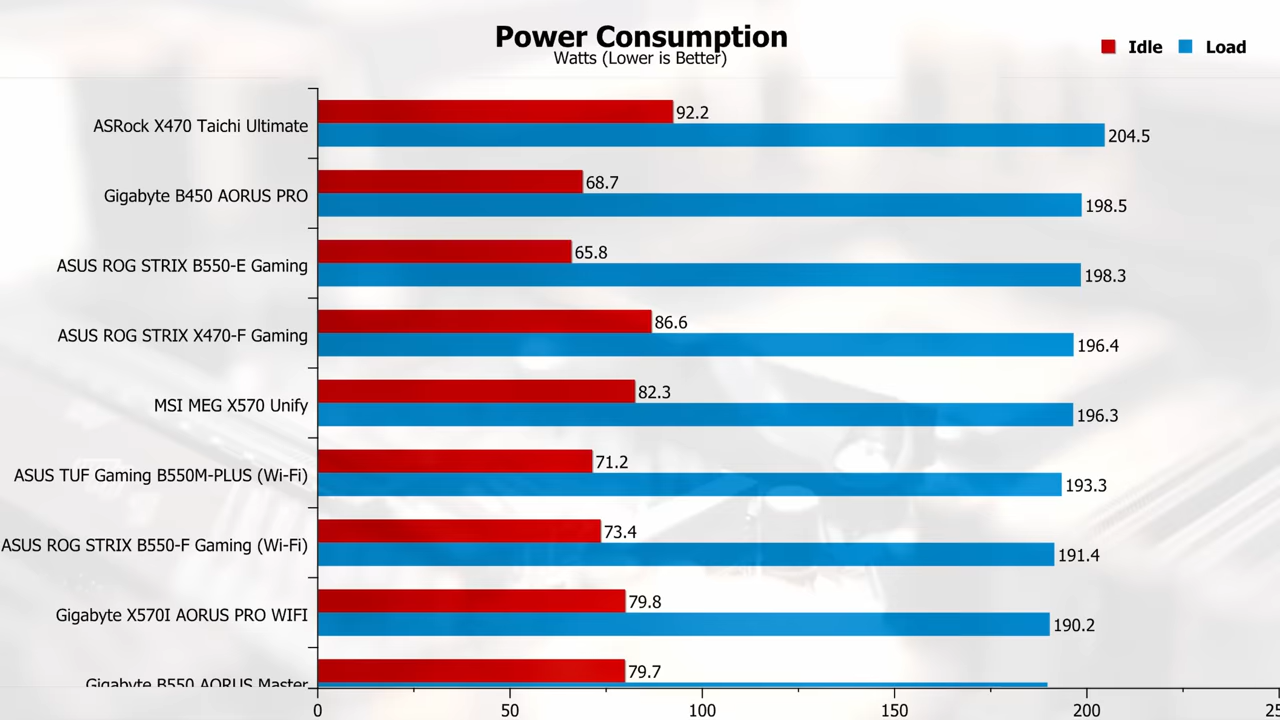 Power Consumption
Watts (Lower is Better)
Idle
Load
ASRock X470 Taichi Ultimate
92.2
204.5
Gigabyte B450 AORUS PRO
68.7
198.5
ASUS ROG STRIX B550-E Gaming
65.8
198.3
ASUS ROG STRIX X470-F Gaming
86.6
196.4
MSI MEG X570 Unify
82.3
196.3
ASUS TUF Gaming B550M-PLUS (Wi-Fi)
71.2
193.3
ASUS ROG STRIX B550-F Gaming (Wi-Fi)
73.4
191.4
Gigabyte X570I AORUS PRO WIFI
79.8
190.2
Gigabyte B550 AORUS Master
79.7
0
50
100
150
200